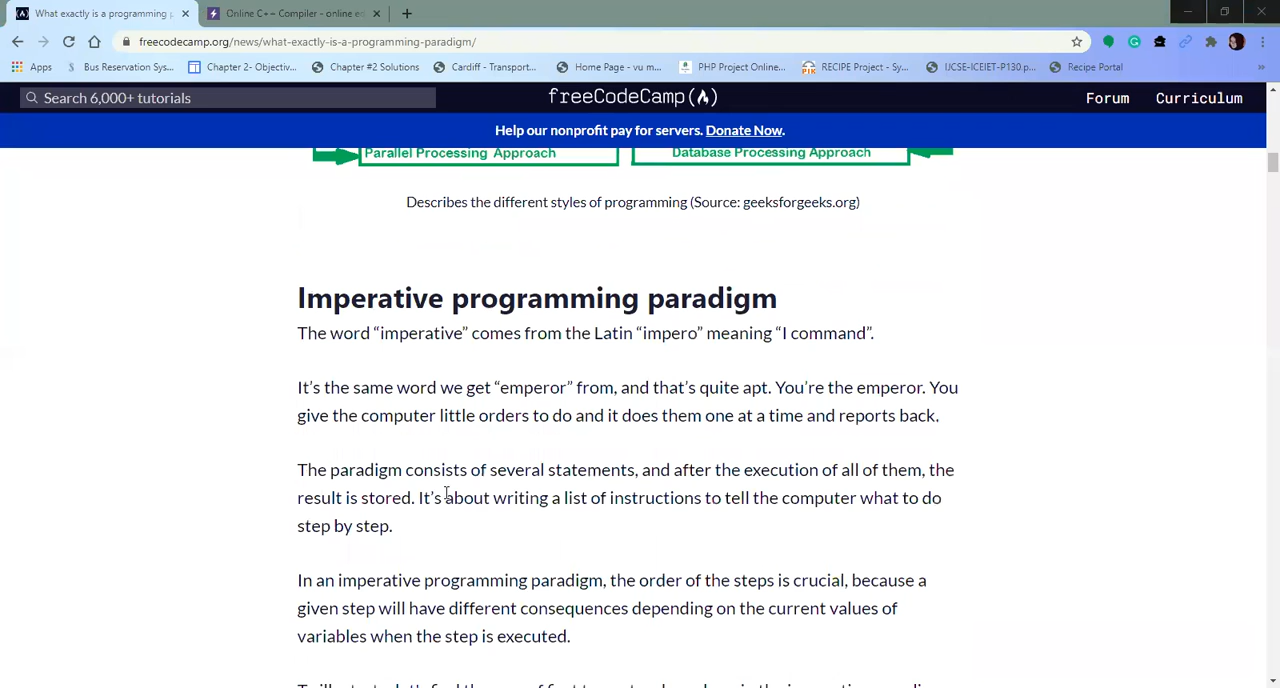 What exactly is a programming p
Online C++ Compiler - online ed
freecodecamp.org/news/what-exactly-is-a-programming-paradigm/
Apps
Bus Reservation Sys...
Chapter 2- Objectiv...
Chapter #2 Solutions
Cardiff - Transport...
Home Page - vu m...
PHP Project Online...
RECIPE Project - Sy...
IJCSE-ICEIET-P130.p...
Recipe Portal
»
Search 6,000+ tutorials
freeCodeCamp
Forum
Curriculum
Help our nonprofit pay for servers. Donate Now.
Parallel Processing Approach
Database Processing Approach
Describes the different styles of programming (Source: geeksforgeeks.org)
Imperative programming paradigm
The word “imperative” comes from the Latin “impero” meaning “I command”.
It’s the same word we get “emperor” from, and that’s quite apt. You’re the emperor. You
give the computer little orders to do and it does them one at a time and reports back.
The paradigm consists of several statements, and after the execution of all of them, the
result is stored. It’s about writing a list of instructions to tell the computer what to do
step by step.
In an imperative programming paradigm, the order of the steps is crucial, because a
given step will have different consequences depending on the current values of
variables when the step is executed.